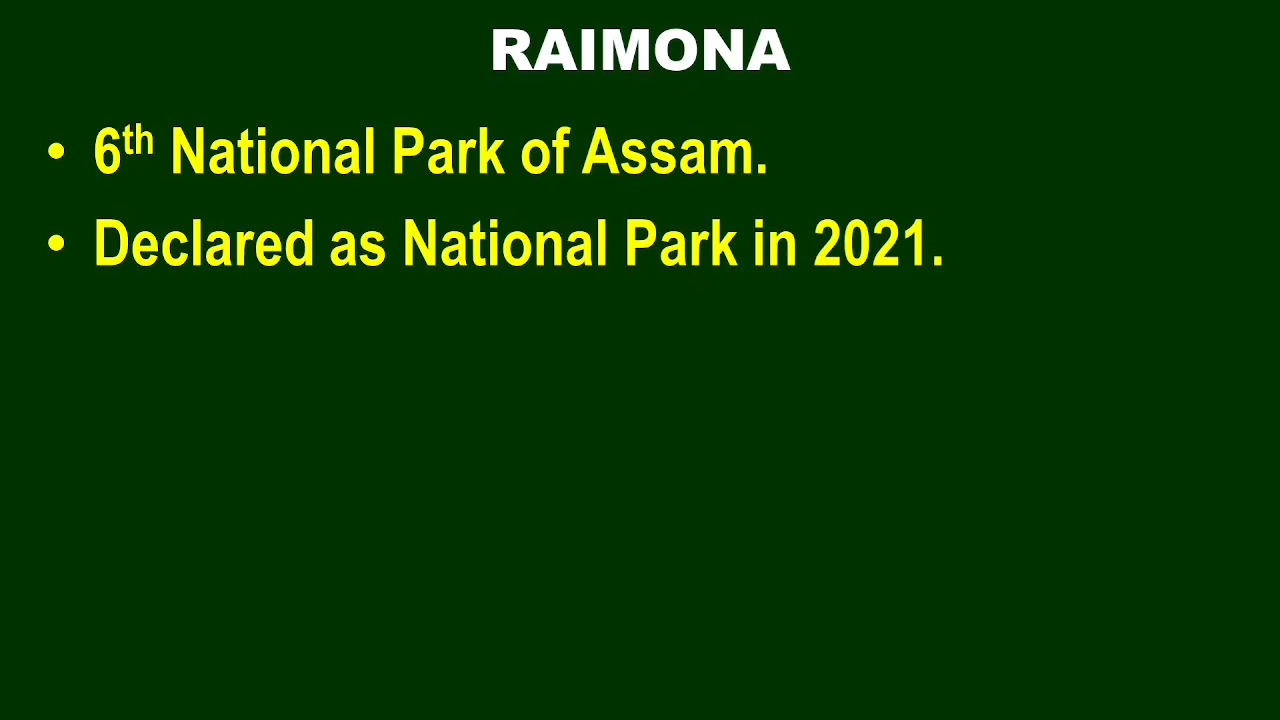 RAIMONA
• 6th National Park of Assam.
• Declared as National Park in 2021.